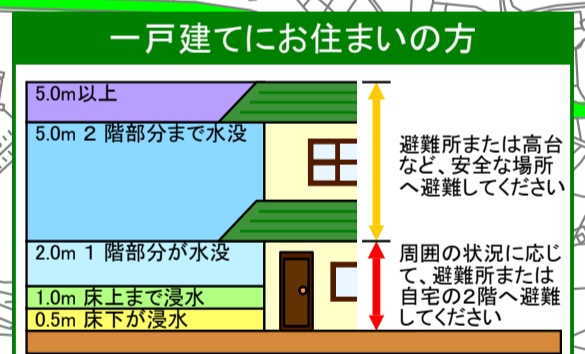 一戸建てにお住まいの方
5.0m以上
5.0m 2 階部分まで水没
2.0m 1 階部分が水没
1.0m 床上まで浸水
0.5m 床下が浸水
避難所または高台
など、安全な場所
へ避難してください
周囲の状況に応じ
て、避難所または
自宅の2階へ避難
してください